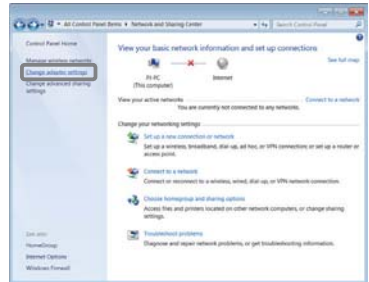 All Control Panel Items ▸ Network and Sharing Center
Search Control Panel
Control Panel Home
Manage wireless networks
Change adapter settings
Change advanced sharing
settings
See also
HomeGroup
Internet Options
Windows Firewall
View your basic network information and set up connections
See full map
(This computer)
Internet
View your active networks
Connect to a network
You are currently not connected to any networks.
Change your networking settings
Set up a new connection or network
Set up a wireless, broadband, dial-up, ad hoc, or VPN connection; or set up a router or
access point.
Connect to a network
Connect or reconnect to a wireless, wired, dial-up, or VPN network connection.
Choose homegroup and sharing options
Access files and printers located on other network computers, or change sharing
settings.
Troubleshoot problems
Diagnose and repair network problems, or get troubleshooting information.